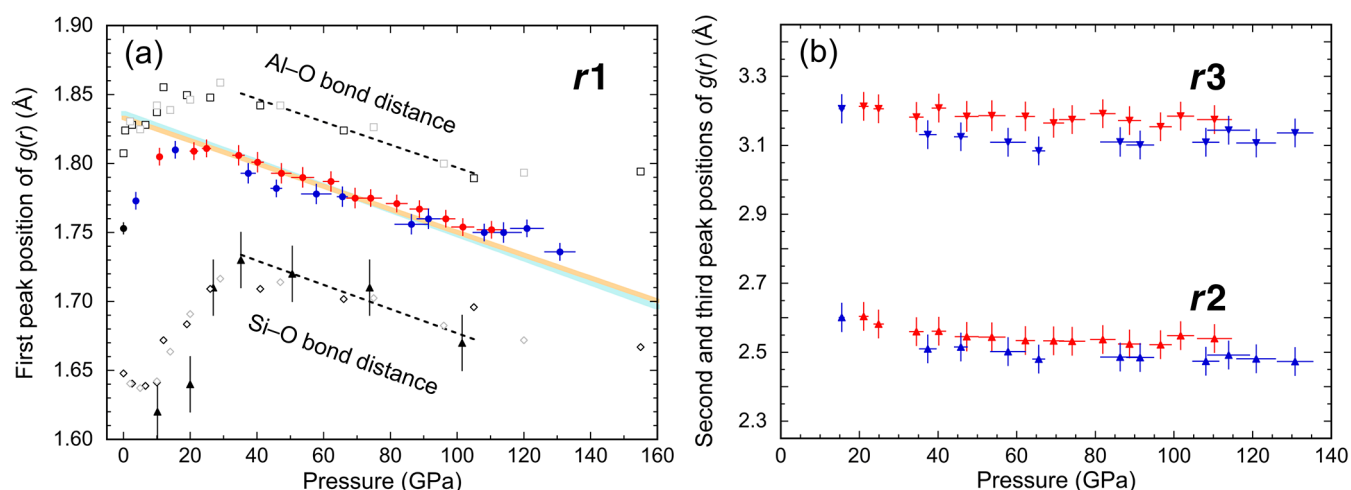 First peak position of g(r) (Å)
1.90
1.85
1.80
1.75
1.70
1.65
1.60
(a)
r1
Al–O bond distance
Si–O bond distance
0 20 40 60 80 100 120 140 160
Pressure (GPa)
Second and third peak positions of g(r) (Å)
3.3
3.1
2.9
2.7
2.5
2.3
(b)
r3
r2
0 20 40 60 80 100 120 140
Pressure (GPa)